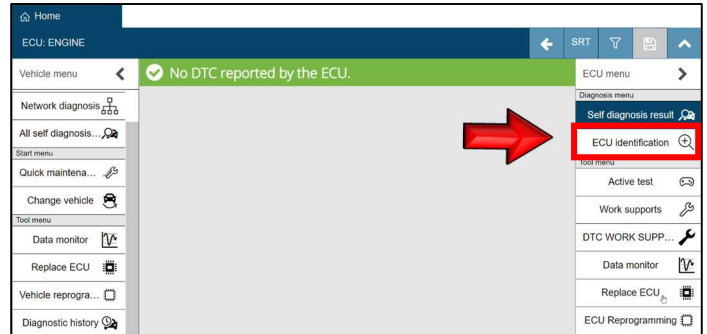 Home
ECU: ENGINE
SRT
Vehicle menu
No DTC reported by the ECU.
ECU menu
Network diagnosis
All self diagnosis...
Start menu
Quick maintena...
Change vehicle
Tool menu
Data monitor
Replace ECU
Vehicle reprogra...
Diagnostic history
Diagnosis menu
Self diagnosis result
ECU identification
Tool menu
Active test
Work supports
DTC WORK SUPP...
Data monitor
Replace ECU
ECU Reprogramming